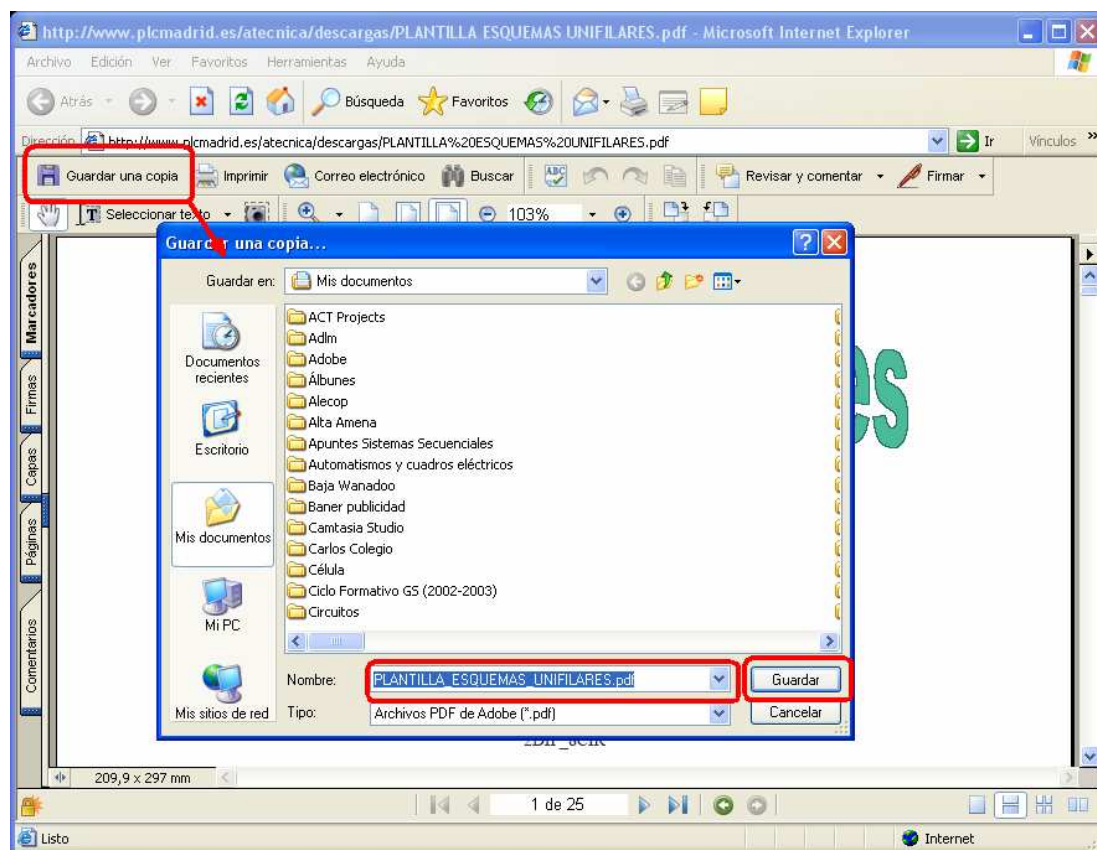 http://www.plcmadrid.es/atecnica/descargas/PLANTILLA ESQUEMAS UNIFILARES.pdf - Microsoft Internet Explorer
Archivo Edición Ver Favoritos Herramientas Ayuda
Atrás Búsqueda Favoritos
Dirección http://www.plcmadrid.es/atecnica/descargas/PLANTILLA%20ESQUEMAS%20UNIFILARES.pdf Ir Vínculos »
Guardar una copia Imprimir Correo electrónico Buscar Revisar y comentar Firmar
Seleccionar texto 103%
Guardar una copia...
Guardar en: Mis documentos
Marcadores
Firmas
Capas
Páginas
Comentarios
Documentos
recientes
Escritorio
Mis documentos
Mi PC
Mis sitios de red
ACT Projects
Adlm
Adobe
Álbunes
Alecop
Alta Amena
Apuntes Sistemas Secuenciales
Automatismos y cuadros eléctricos
Baja Wanadoo
Baner publicidad
Camtasia Studio
Carlos Colegio
Célula
Ciclo Formativo GS (2002-2003)
Circuitos
es
Nombre: PLANTILLA_ESQUEMAS_UNIFILARES.pdf Guardar
Tipo: Archivos PDF de Adobe (*.pdf) Cancelar
209,9 x 297 mm
1 de 25
Listo Internet